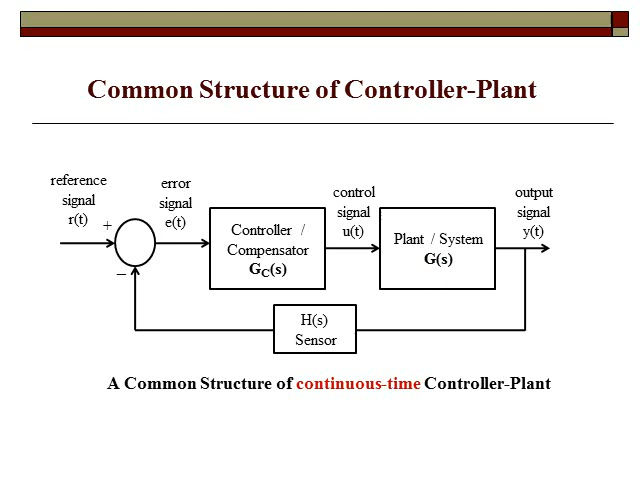 Common Structure of Controller-Plant
reference
signal
r(t)
+
−
error
signal
e(t)
Controller /
Compensator
G_C(s)
control
signal
u(t)
Plant / System
G(s)
output
signal
y(t)
H(s)
Sensor
A Common Structure of continuous-time Controller-Plant